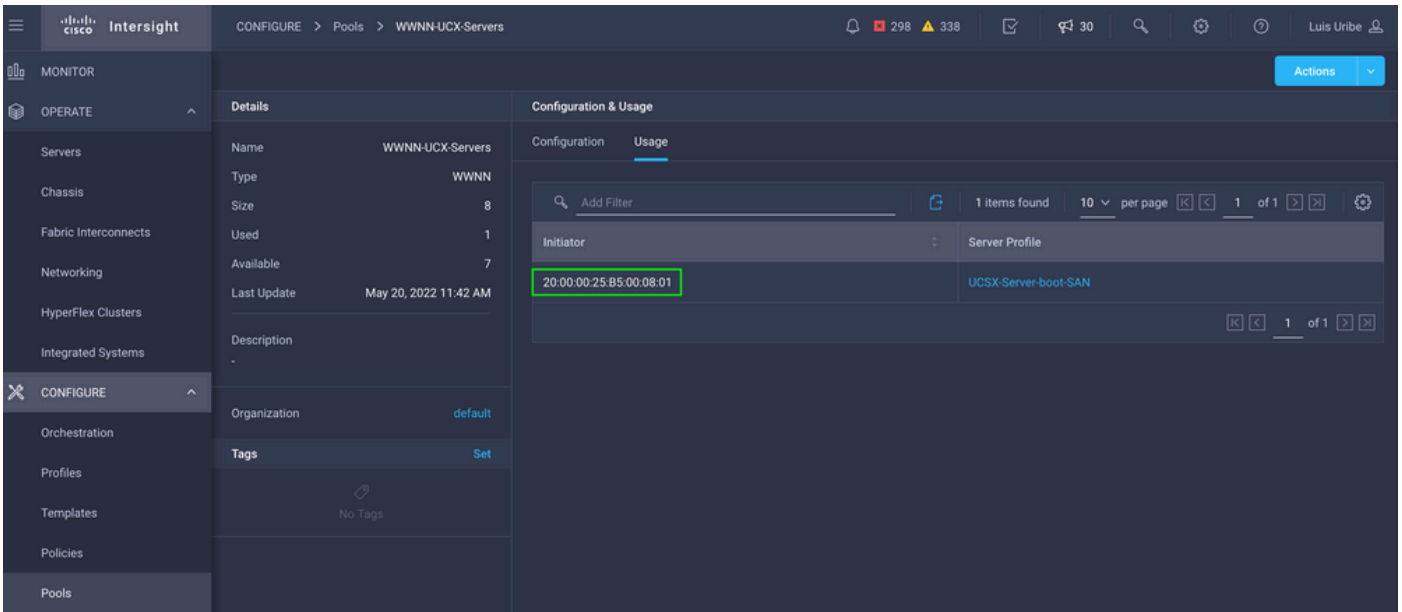 cisco Intersight CONFIGURE > Pools > WWNN-UCX-Servers 298 338 30 Luis Uribe
MONITOR
Actions
OPERATE
Details
Configuration & Usage
Servers
Name WWNN-UCX-Servers
Configuration Usage
Type WWNN
Chassis
Size 8
Add Filter 1 items found 10 per page 1 of 1
Fabric Interconnects
Used 1
Initiator Server Profile
Networking
Available 7
Last Update May 20, 2022 11:42 AM
20:00:00:25:B5:00:08:01 UCSX-Server-boot-SAN
HyperFlex Clusters
1 of 1
Description
-
Integrated Systems
CONFIGURE
Organization default
Orchestration
Tags Set
Profiles
No Tags
Templates
Policies
Pools